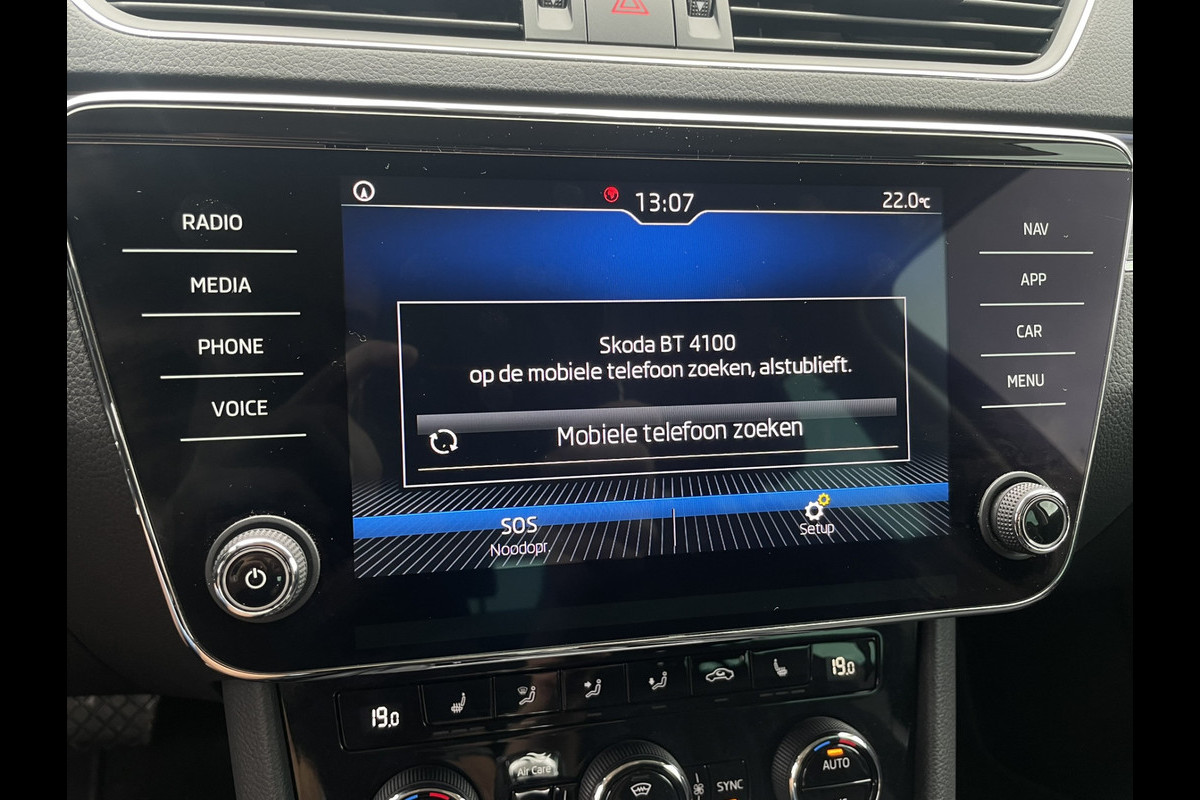 13:07
22.0°C
RADIO
MEDIA
PHONE
VOICE
NAV
APP
CAR
MENU
Skoda BT 4100
op de mobiele telefoon zoeken, alstublieft.
Mobiele telefoon zoeken
SOS
Noodopr.
Setup
19.0
19.0
Air Care
SYNC
AUTO